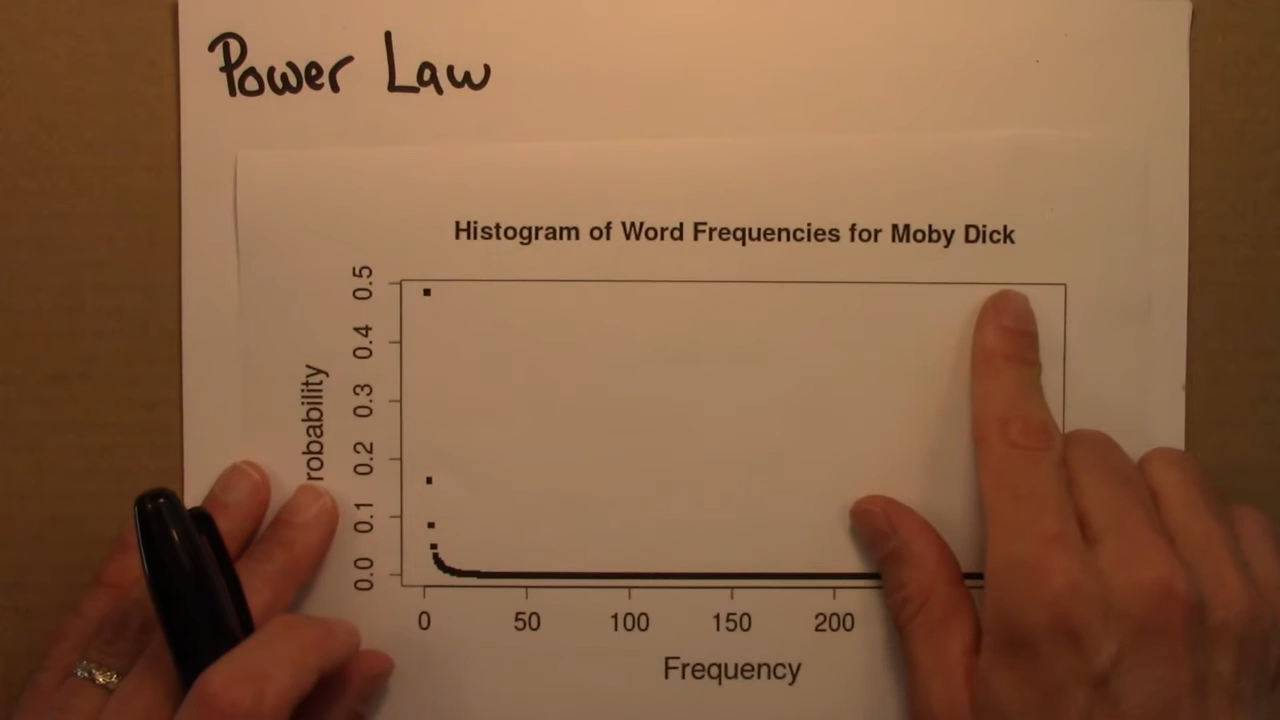 Power Law
Histogram of Word Frequencies for Moby Dick
0.5
0.4
0.3
0.2
0.1
0.0
robability
0 50 100 150 200
Frequency